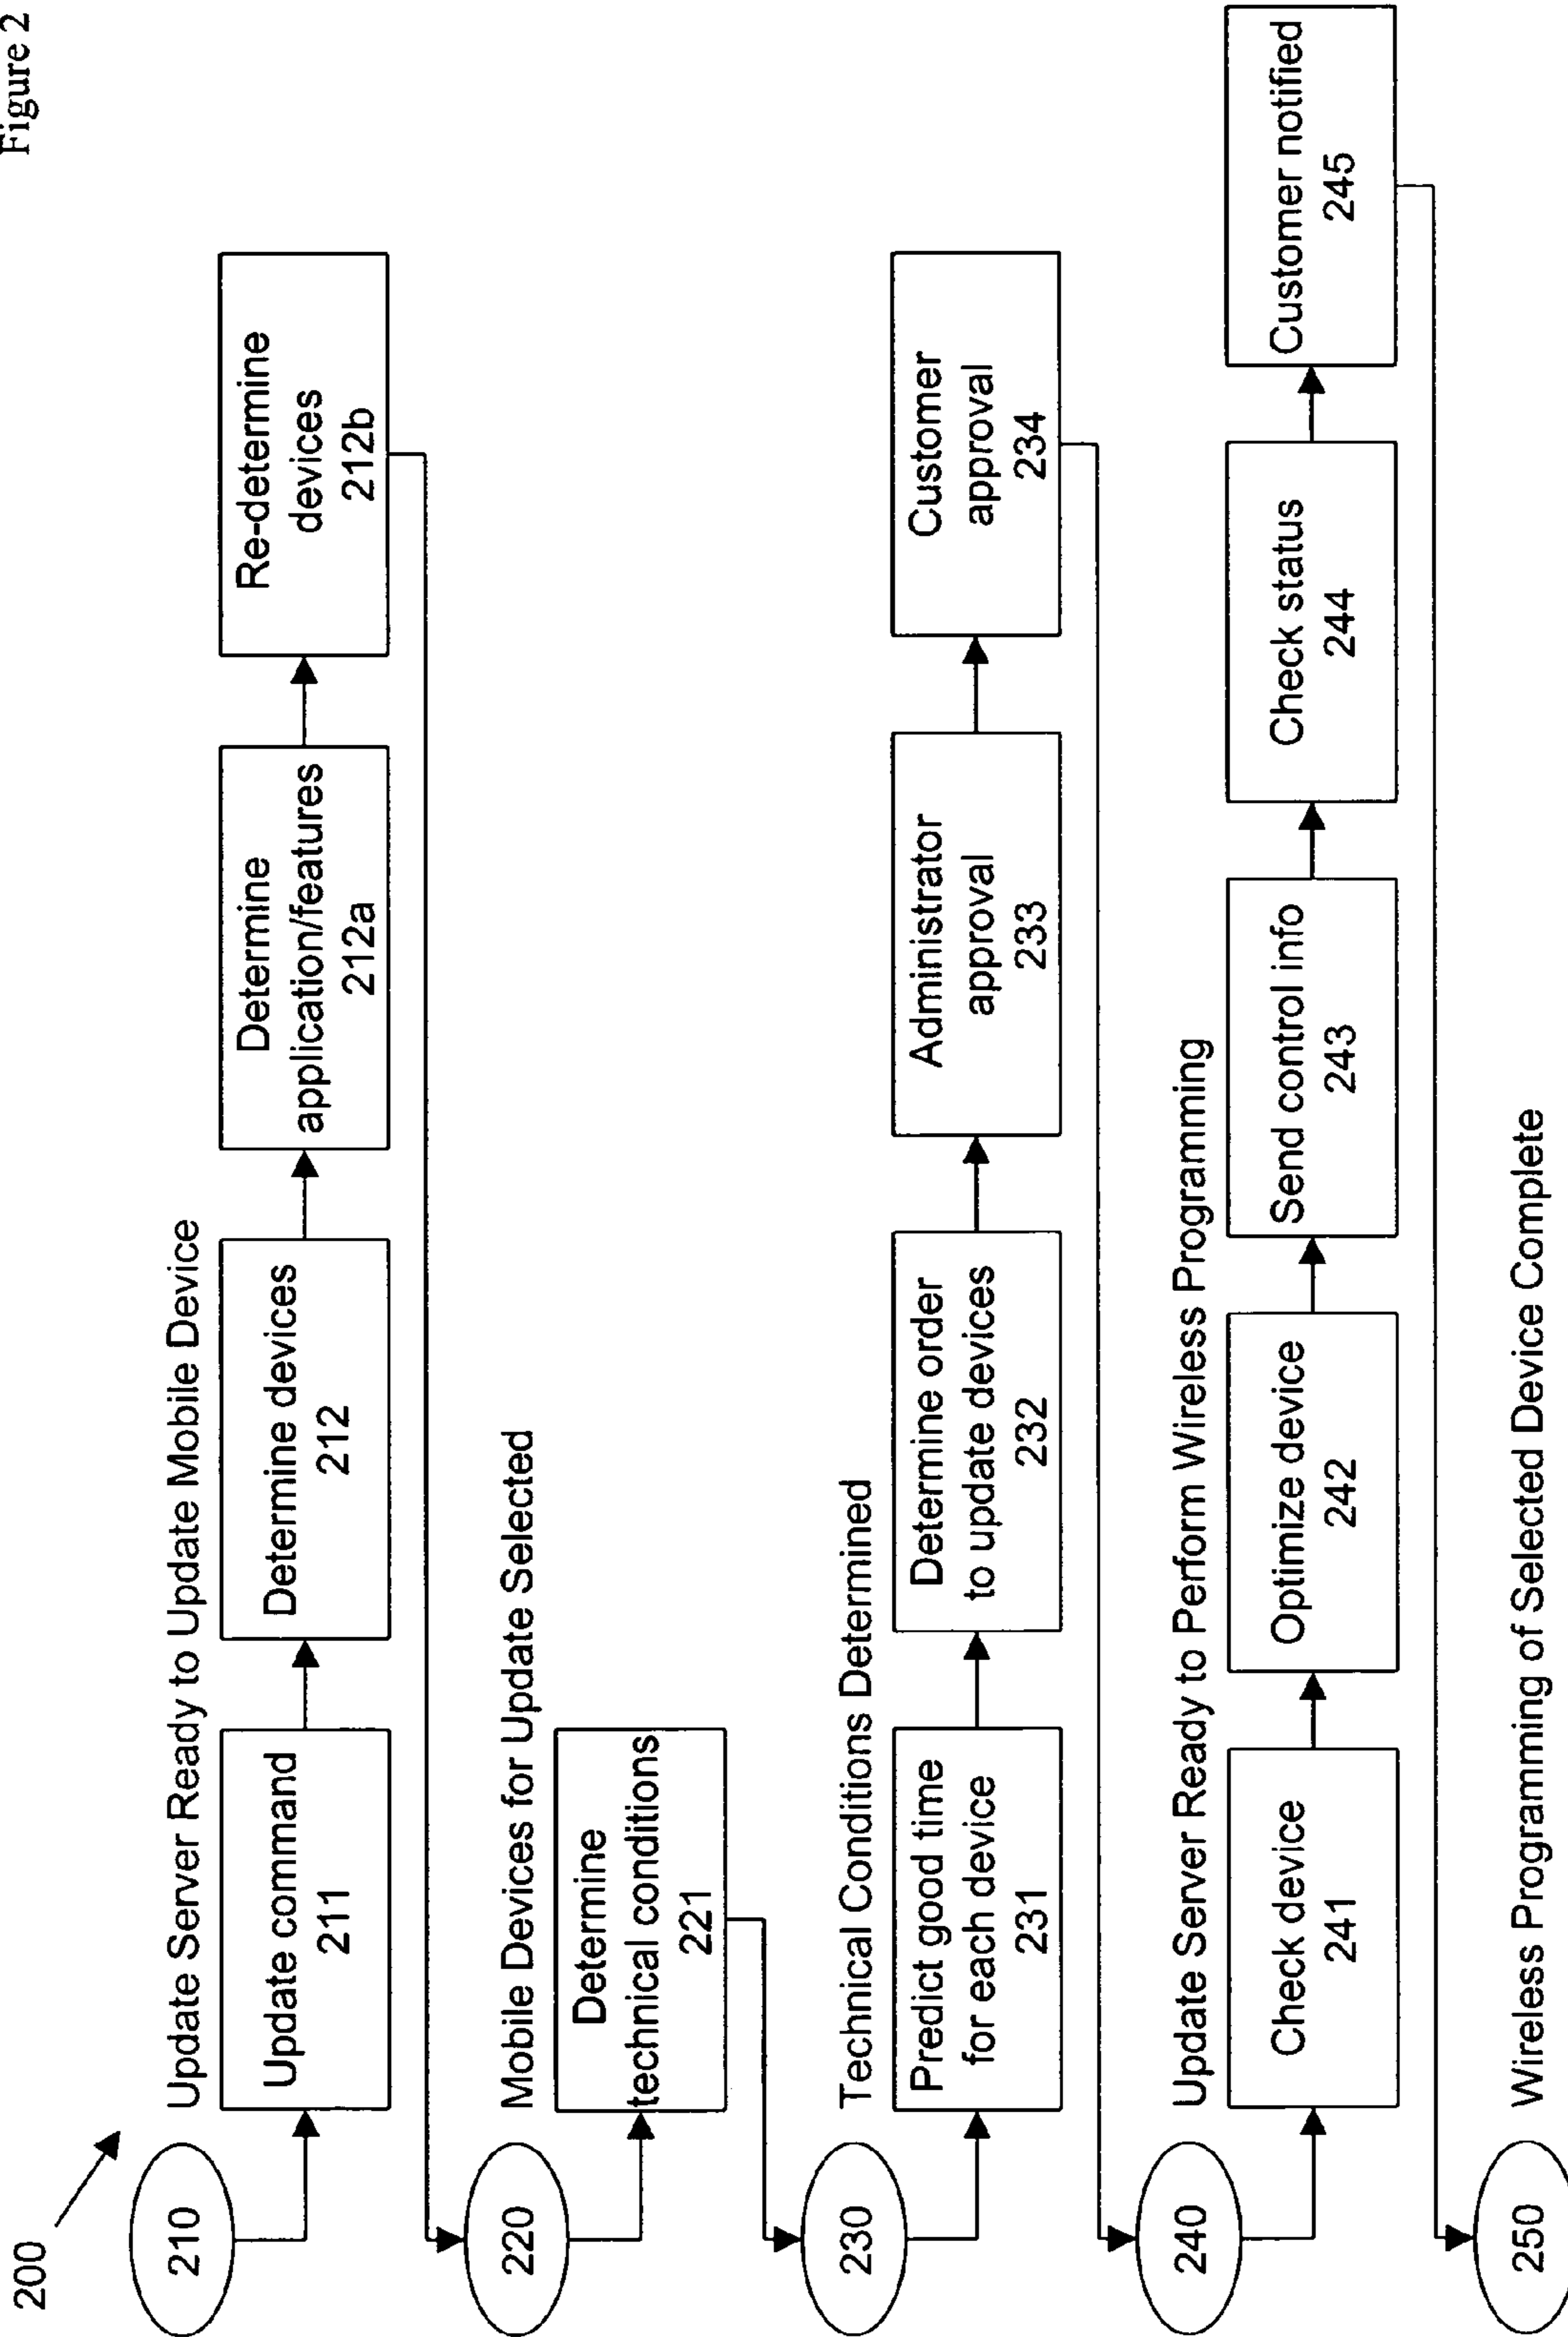 Figure 2
200
210
Update Server Ready to Update Mobile Device
Update command
211
Determine devices
212
Determine
application/features
212a
Re-determine
devices
212b
220
Mobile Devices for Update Selected
Determine
technical conditions
221
230
Technical Conditions Determined
Predict good time
for each device
231
Determine order
to update devices
232
Administrator
approval
233
Customer
approval
234
240
Update Server Ready to Perform Wireless Programming
Check device
241
Optimize device
242
Send control info
243
Check status
244
Customer notified
245
250
Wireless Programming of Selected Device Complete